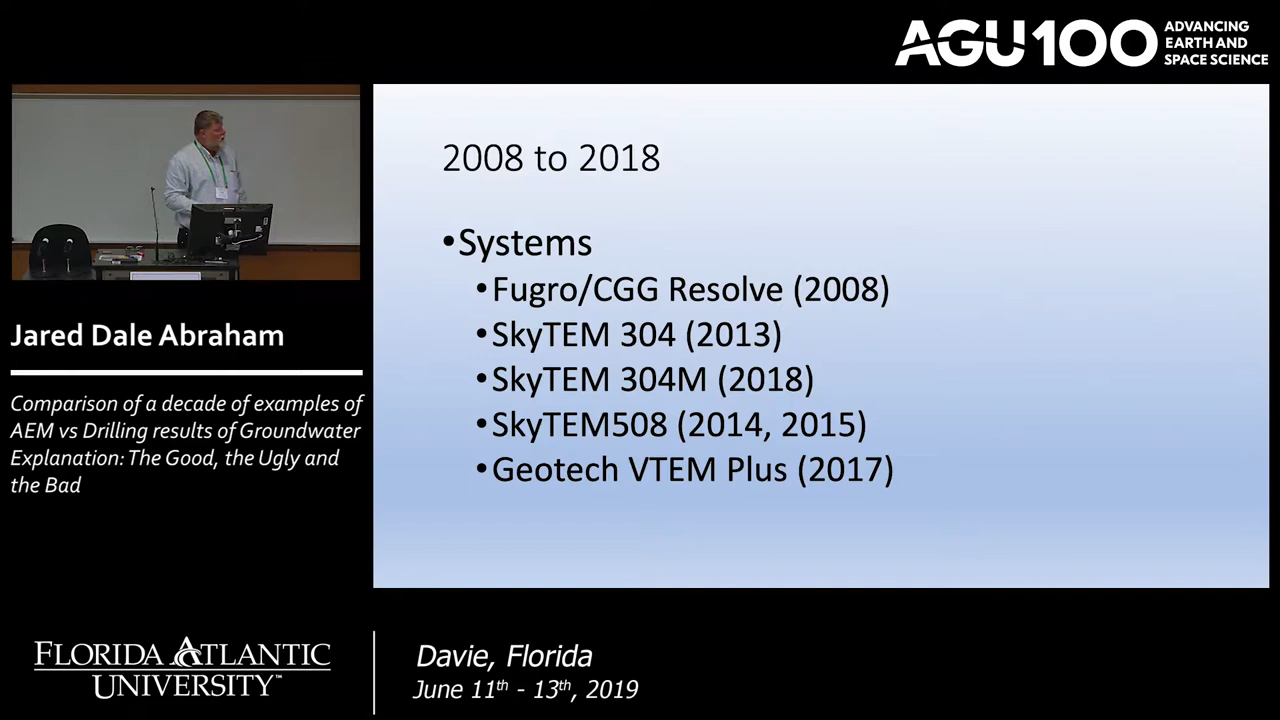 AGU100
ADVANCING
EARTH AND
SPACE SCIENCE
2008 to 2018
•Systems
•Fugro/CGG Resolve (2008)
•SkyTEM 304 (2013)
•SkyTEM 304M (2018)
•SkyTEM508 (2014, 2015)
•Geotech VTEM Plus (2017)
Jared Dale Abraham
Comparison of a decade of examples of
AEM vs Drilling results of Groundwater
Explanation: The Good, the Ugly and
the Bad
FLORIDA ATLANTIC
UNIVERSITY™
Davie, Florida
June 11th - 13th, 2019